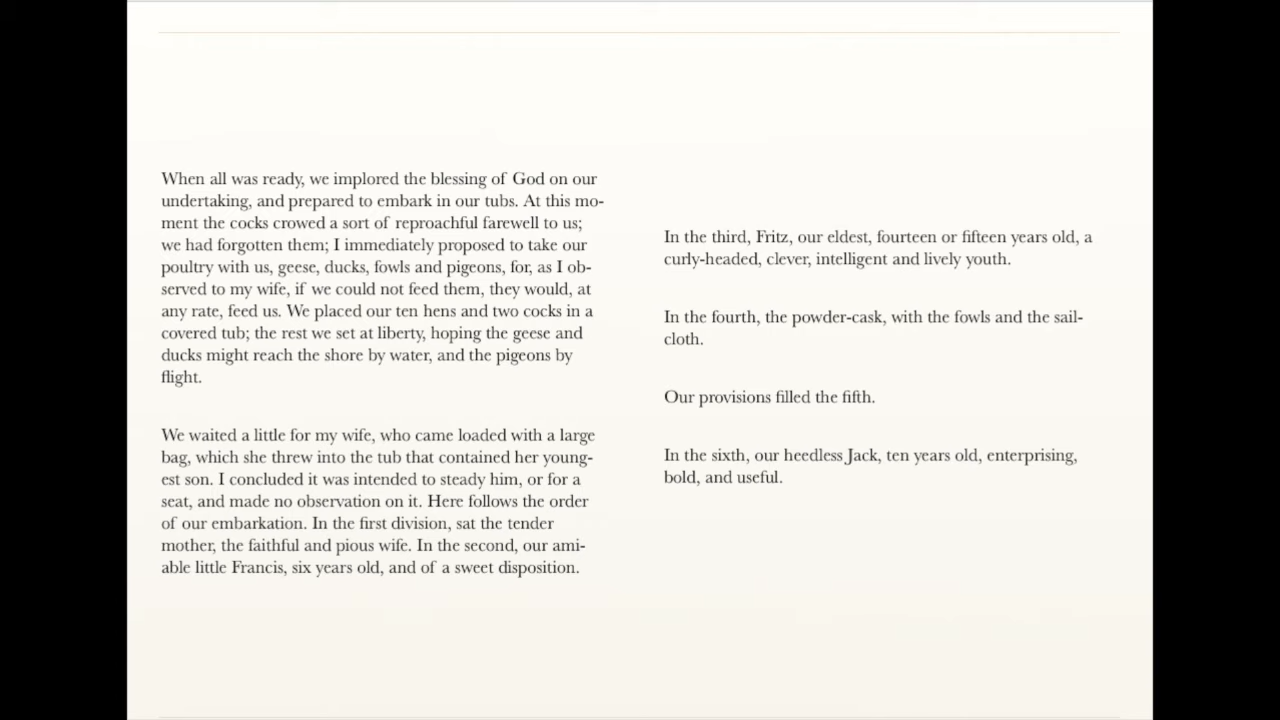 When all was ready, we implored the blessing of God on our
undertaking, and prepared to embark in our tubs. At this mo-
ment the cocks crowed a sort of reproachful farewell to us;
we had forgotten them; I immediately proposed to take our
poultry with us, geese, ducks, fowls and pigeons, for, as I ob-
served to my wife, if we could not feed them, they would, at
any rate, feed us. We placed our ten hens and two cocks in a
covered tub; the rest we set at liberty, hoping the geese and
ducks might reach the shore by water, and the pigeons by
flight.
We waited a little for my wife, who came loaded with a large
bag, which she threw into the tub that contained her young-
est son. I concluded it was intended to steady him, or for a
seat, and made no observation on it. Here follows the order
of our embarkation. In the first division, sat the tender
mother, the faithful and pious wife. In the second, our ami-
able little Francis, six years old, and of a sweet disposition.
In the third, Fritz, our eldest, fourteen or fifteen years old, a
curly-headed, clever, intelligent and lively youth.
In the fourth, the powder-cask, with the fowls and the sail-
cloth.
Our provisions filled the fifth.
In the sixth, our heedless Jack, ten years old, enterprising,
bold, and useful.